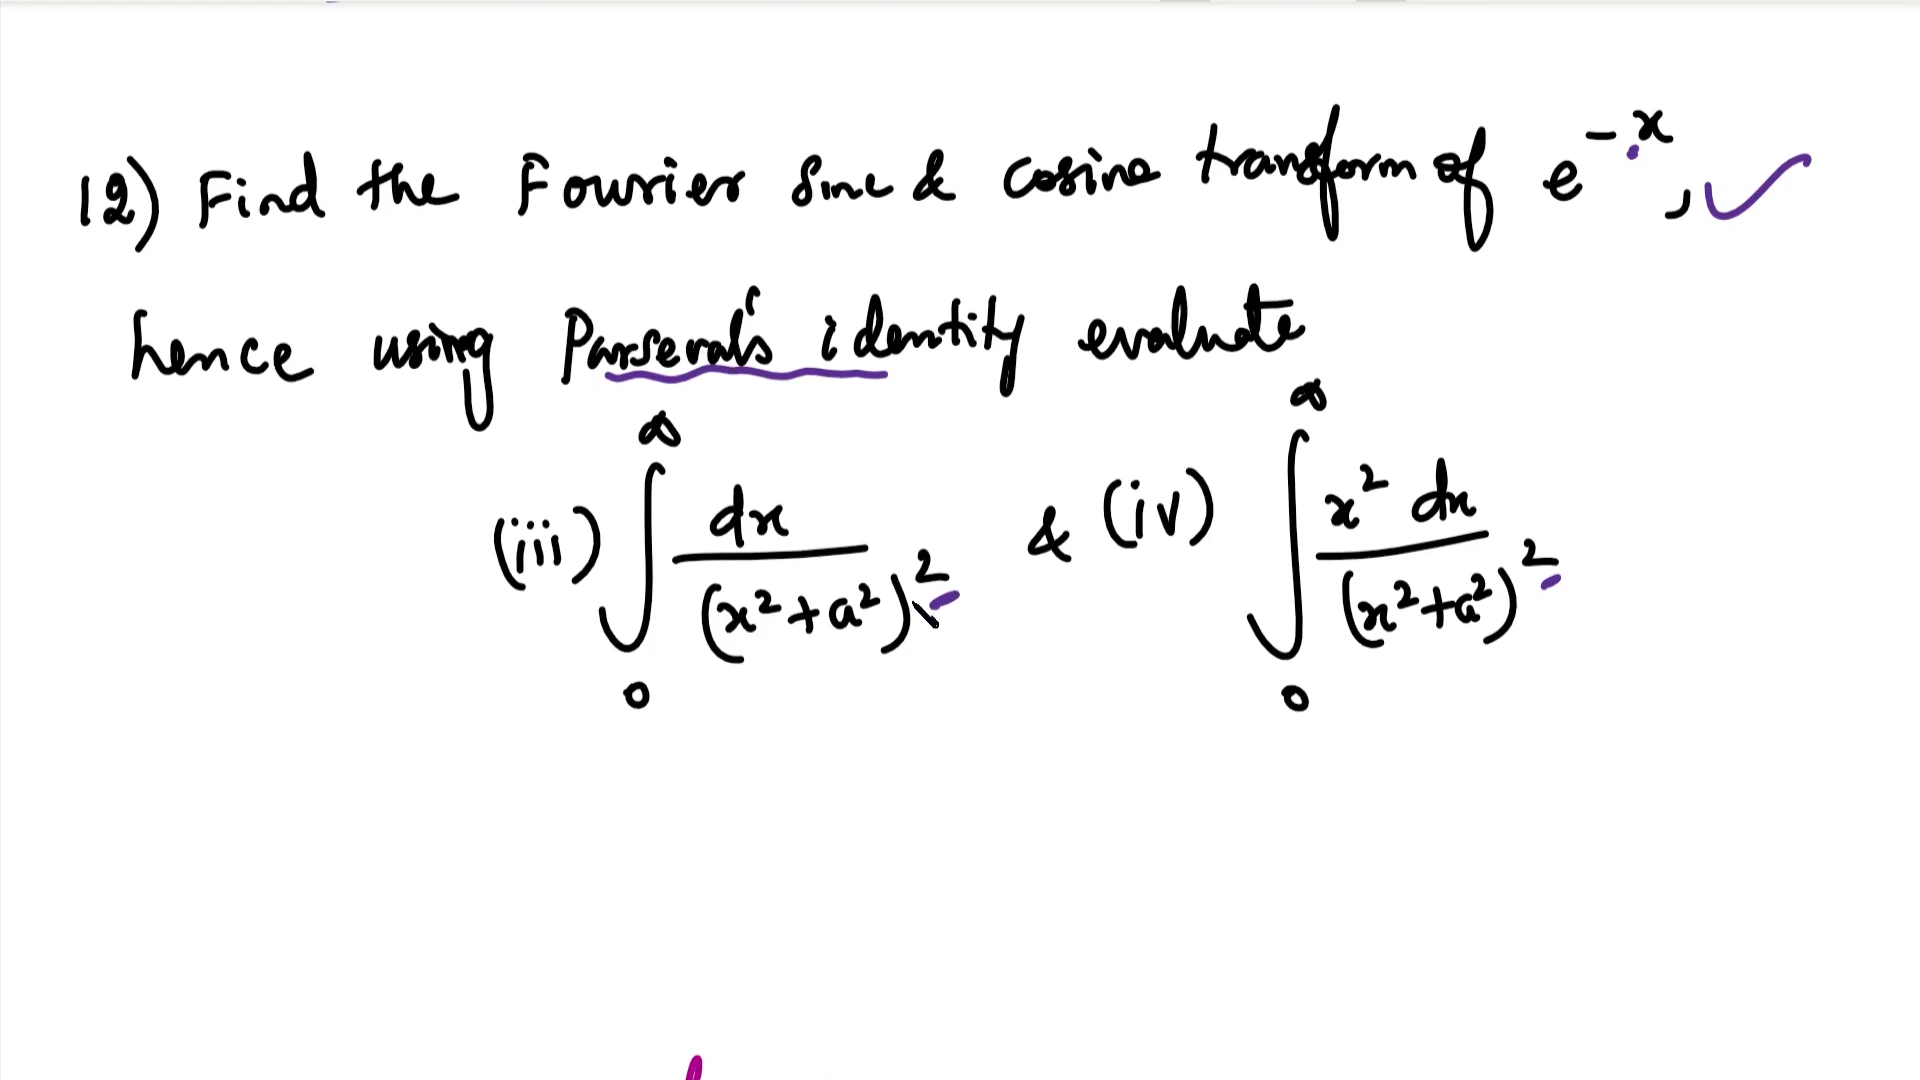 12) Find the Fourier sine & cosine transform of e^{-x},
hence using Parseval's identity evaluate
(iii) ∫_0^∞ dx/(x²+a²)² & (iv) ∫_0^∞ x² dx/(x²+a²)²